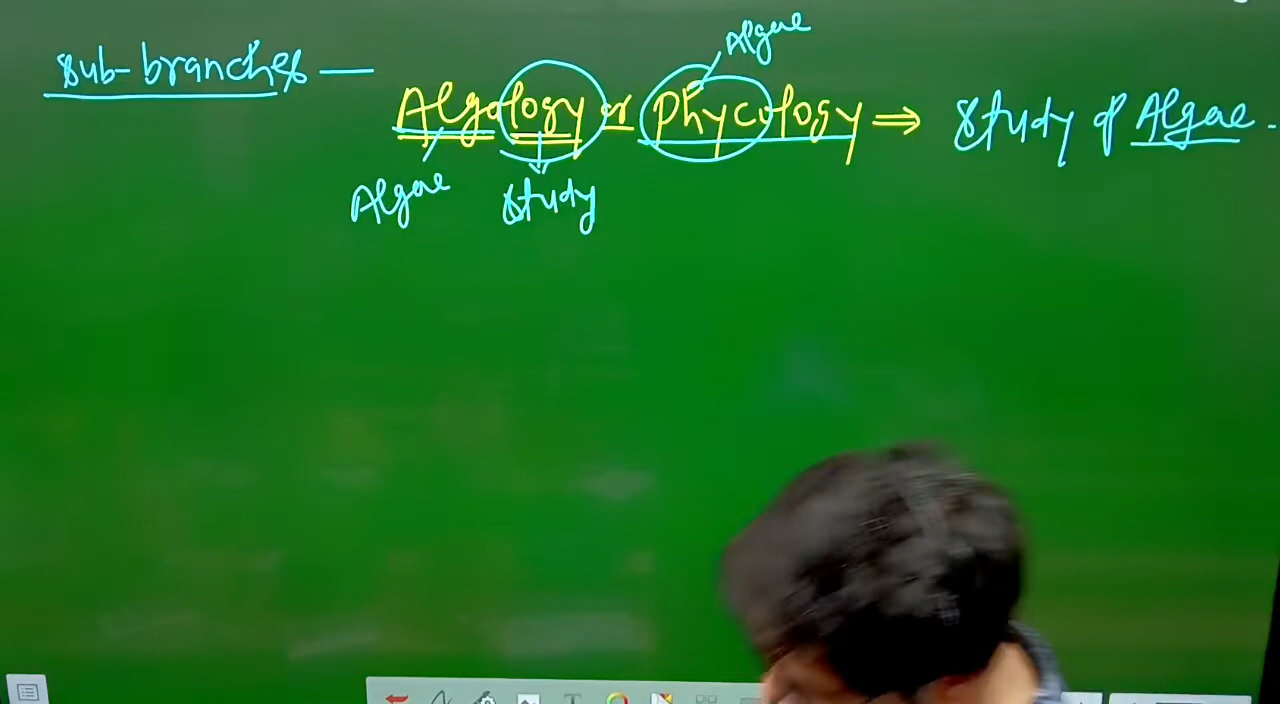 Algae
Sub-branches —
Algology or Phycology ⇒ Study of Algae.
Algae Study